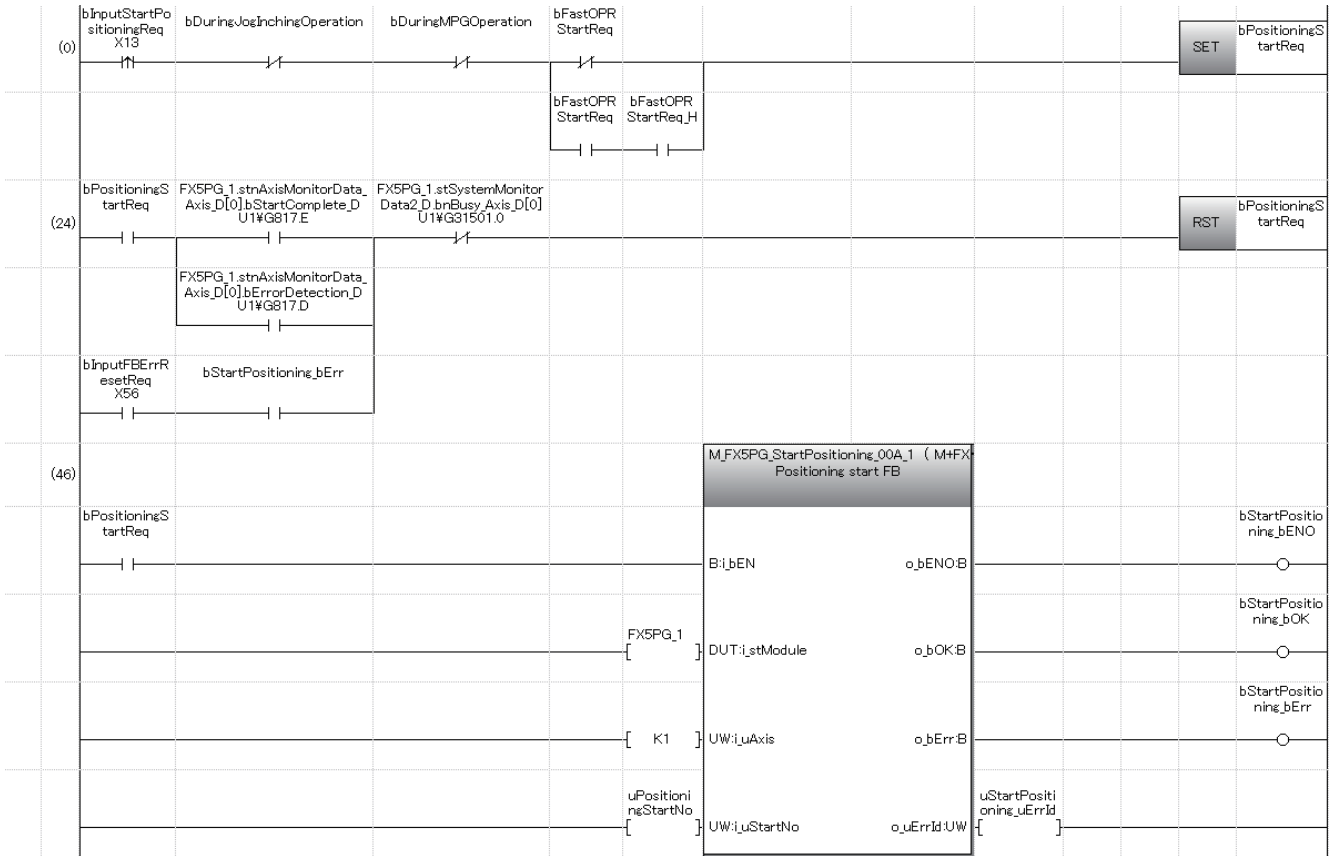 bInputStartPo
sitioningReq
X13
bDuringJogInchingOperation
bDuringMPGOperation
bFastOPR
StartReq
(0)
SET
bPositioningS
tartReq
bFastOPR
StartReq
bFastOPR
StartReq_H
bPositioningS
tartReq
FX5PG_1.stnAxisMonitorData_
Axis_D[0].bStartComplete_D
U1¥G817.E
FX5PG_1.stSystemMonitor
Data2_D.bnBusy_Axis_D[0]
U1¥G31501.0
(24)
RST
bPositioningS
tartReq
FX5PG_1.stnAxisMonitorData_
Axis_D[0].bErrorDetection_D
U1¥G817.D
bInputFBErrR
esetReq
X56
bStartPositioning_bErr
(46)
M_FX5PG_StartPositioning_00A_1 ( M+FX
Positioning start FB
bPositioningS
tartReq
B:i_bEN
o_bENO:B
bStartPositio
ning_bENO
FX5PG_1
DUT:i_stModule
o_bOK:B
bStartPositio
ning_bOK
K1
UW:i_uAxis
o_bErr:B
bStartPositio
ning_bErr
uPositioni
ngStartNo
UW:i_uStartNo
o_uErrId:UW
uStartPositi
oning_uErrId